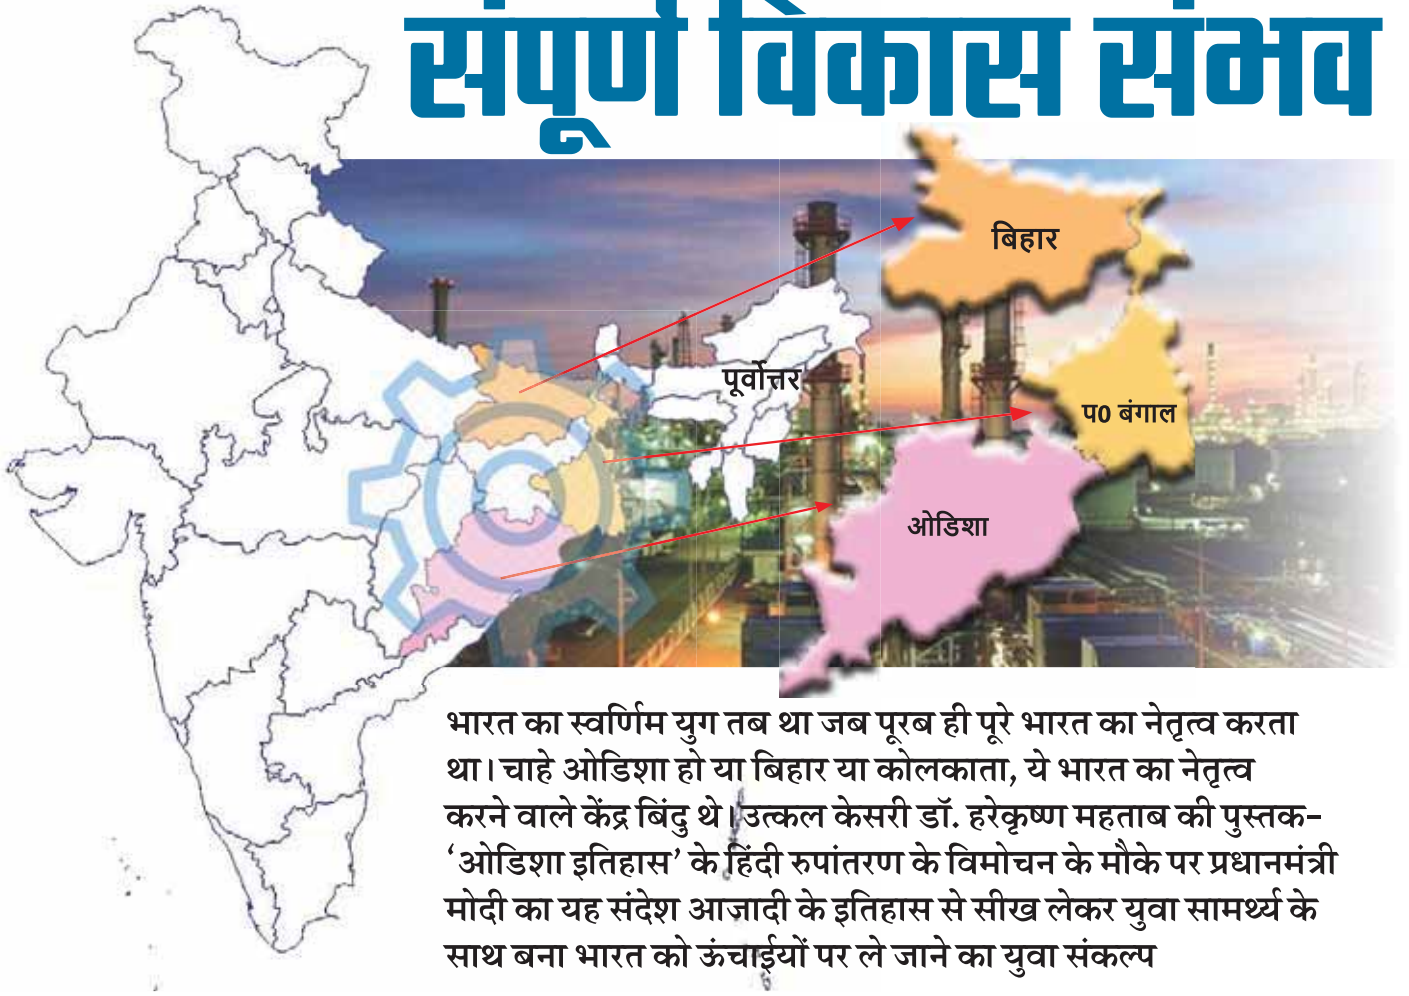 संपूर्ण विकास संभव
बिहार
पूर्वोत्तर
प0 बंगाल
ओडिशा
भारत का स्वर्णिम युग तब था जब पूरब ही पूरे भारत का नेतृत्व करता
था। चाहे ओडिशा हो या बिहार या कोलकाता, ये भारत का नेतृत्व
करने वाले केंद्र बिंदु थे। उत्कल केसरी डॉ. हरेकृष्ण महताब की पुस्तक-
‘ओडिशा इतिहास’ के हिंदी रुपांतरण के विमोचन के मौके पर प्रधानमंत्री
मोदी का यह संदेश आजादी के इतिहास से सीख लेकर युवा सामर्थ्य के
साथ बना भारत को ऊंचाईयों पर ले जाने का युवा संकल्प